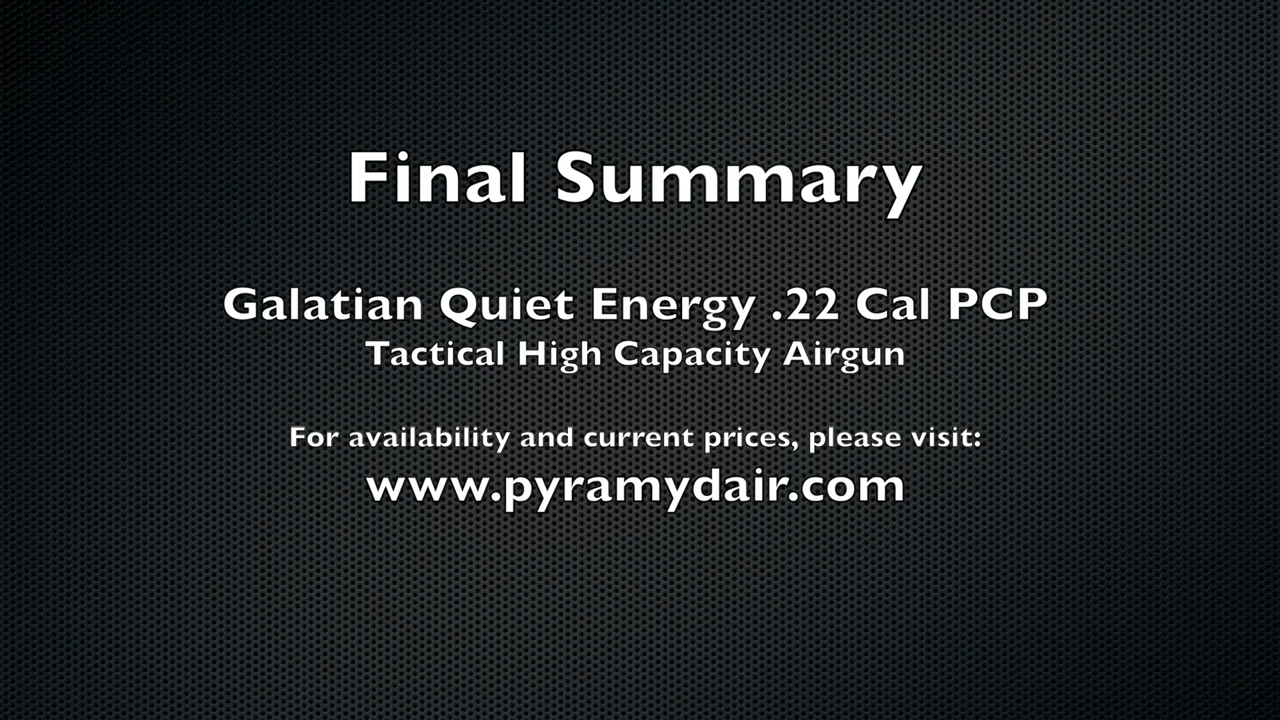 Final Summary
Galatian Quiet Energy .22 Cal PCP
Tactical High Capacity Airgun
For availability and current prices, please visit:
www.pyramydair.com